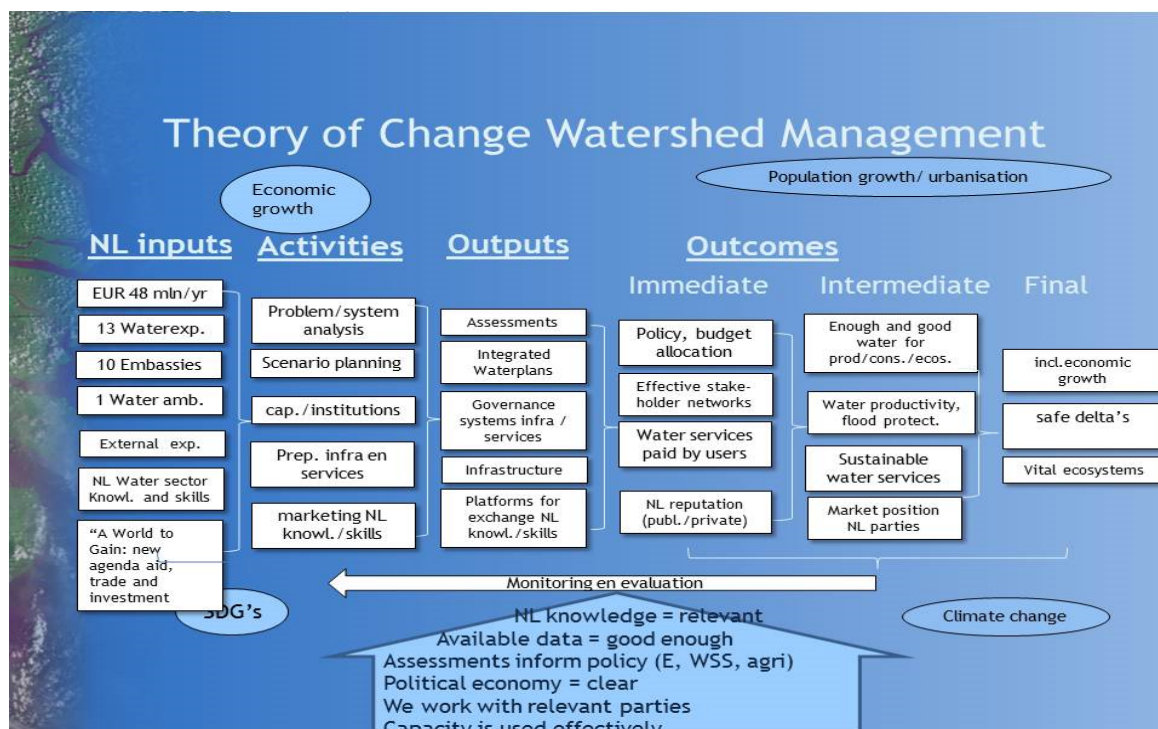 Theory of Change Watershed Management
Economic
growth
Population growth/ urbanisation
NL inputs
Activities
Outputs
Outcomes
Immediate
Intermediate
Final
EUR 48 mln/yr
13 Waterexp.
10 Embassies
1 Water amb.
External exp.
NL Water sector
Knowl. and skills
“A World to
Gain: new
agenda aid,
trade and
investment
Problem/system
analysis
Scenario planning
cap./institutions
Prep. infra en
services
marketing NL
knowl./skills
Assessments
Integrated
Waterplans
Governance
systems infra /
services
Infrastructure
Platforms for
exchange NL
knowl./skills
Policy, budget
allocation
Effective stake-
holder networks
Water services
paid by users
NL reputation
(publ./private)
Enough and good
water for
prod/cons./ecos.
Water productivity,
flood protect.
Sustainable
water services
Market position
NL parties
incl.economic
growth
safe delta's
Vital ecosystems
Monitoring en evaluation
SDG's
Climate change
NL knowledge = relevant
Available data = good enough
Assessments inform policy (E, WSS, agri)
Political economy = clear
We work with relevant parties
Capacity is used effectively